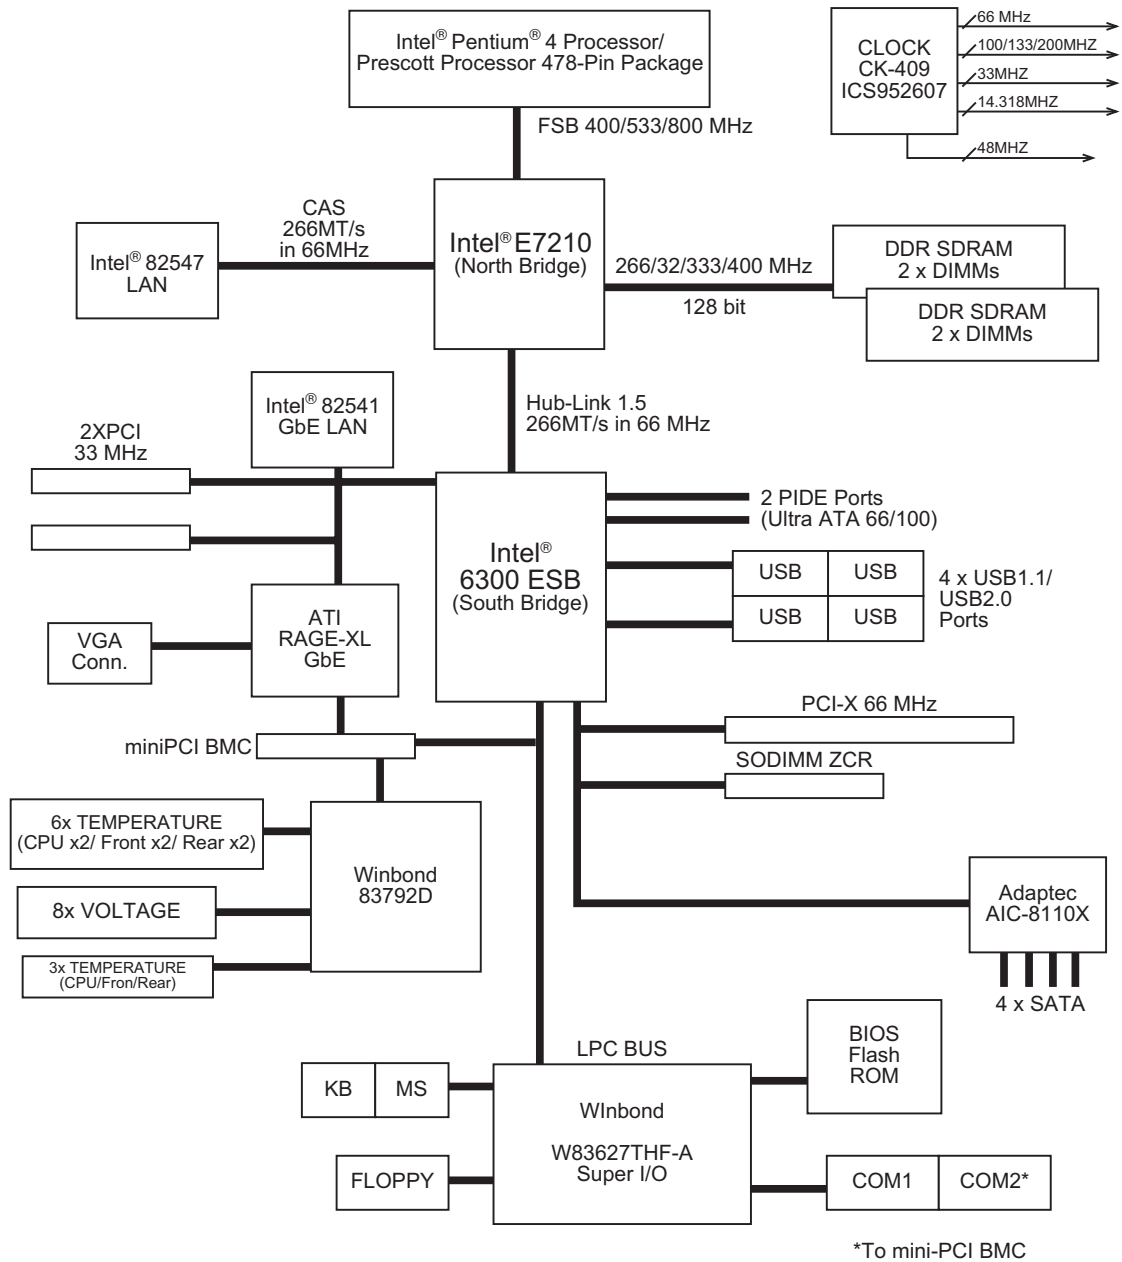 Intel® Pentium® 4 Processor/
Prescott Processor 478-Pin Package
CLOCK
CK-409
ICS952607
66 MHz
100/133/200MHZ
33MHZ
14.318MHZ
48MHZ
FSB 400/533/800 MHz
CAS
266MT/s
in 66MHz
Intel® 82547
LAN
Intel® E7210
(North Bridge)
266/32/333/400 MHz
128 bit
DDR SDRAM
2 x DIMMs
DDR SDRAM
2 x DIMMs
Intel® 82541
GbE LAN
Hub-Link 1.5
266MT/s in 66 MHz
2XPCI
33 MHz
Intel®
6300 ESB
(South Bridge)
2 PIDE Ports
(Ultra ATA 66/100)
USB
USB
USB
USB
4 x USB1.1/
USB2.0
Ports
ATI
RAGE-XL
GbE
VGA
Conn.
miniPCI BMC
PCI-X 66 MHz
SODIMM ZCR
6x TEMPERATURE
(CPU x2/ Front x2/ Rear x2)
8x VOLTAGE
3x TEMPERATURE
(CPU/Fron/Rear)
Winbond
83792D
Adaptec
AIC-8110X
4 x SATA
LPC BUS
BIOS
Flash
ROM
KB
MS
WInbond
W83627THF-A
Super I/O
FLOPPY
COM1
COM2*
*To mini-PCI BMC